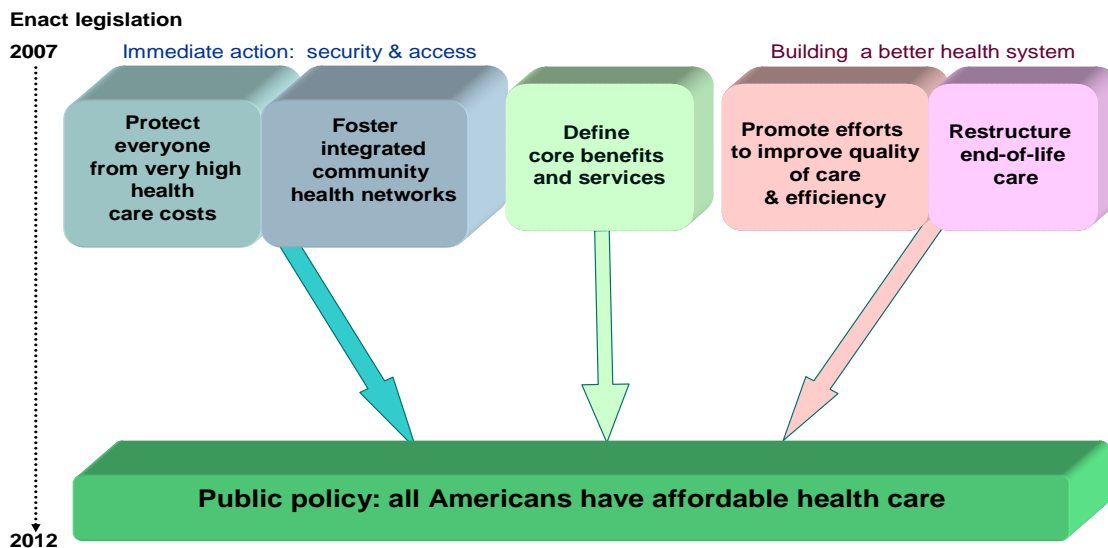 Enact legislation
2007
Immediate action: security & access
Building a better health system
Protect
everyone
from very high
health
care costs
Foster
integrated
community
health networks
Define
core benefits
and services
Promote efforts
to improve quality
of care
& efficiency
Restructure
end-of-life
care
Public policy: all Americans have affordable health care
2012